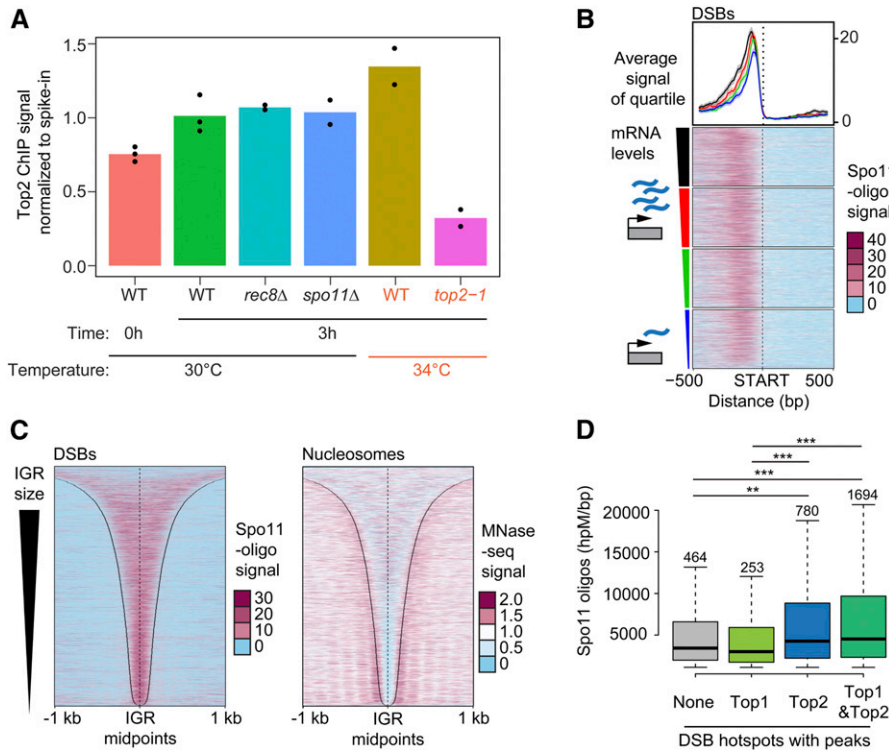 A
Top2 ChIP signal
normalized to spike-in
1.5
1.0
0.5
0.0
WT
WT
rec8Δ
spo11Δ
WT
top2-1
Time:
0h
3h
Temperature:
30°C
34°C
B
DSBs
Average
signal
of quartile
20
0
mRNA
levels
Spo11
-oligo
signal
40
30
20
10
0
−500
START
500
Distance (bp)
C
IGR
size
DSBs
Spo11
-oligo
signal
30
20
10
0
-1 kb
IGR
1 kb
midpoints
Nucleosomes
MNase
-seq
signal
2.0
1.5
1.0
0.5
0
-1 kb
IGR
1 kb
midpoints
D
Spo11 oligos (hpM/bp)
20000
15000
10000
5000
***
***
***
**
464
253
780
1694
None
Top1
Top2
Top1
&Top2
DSB hotspots with peaks